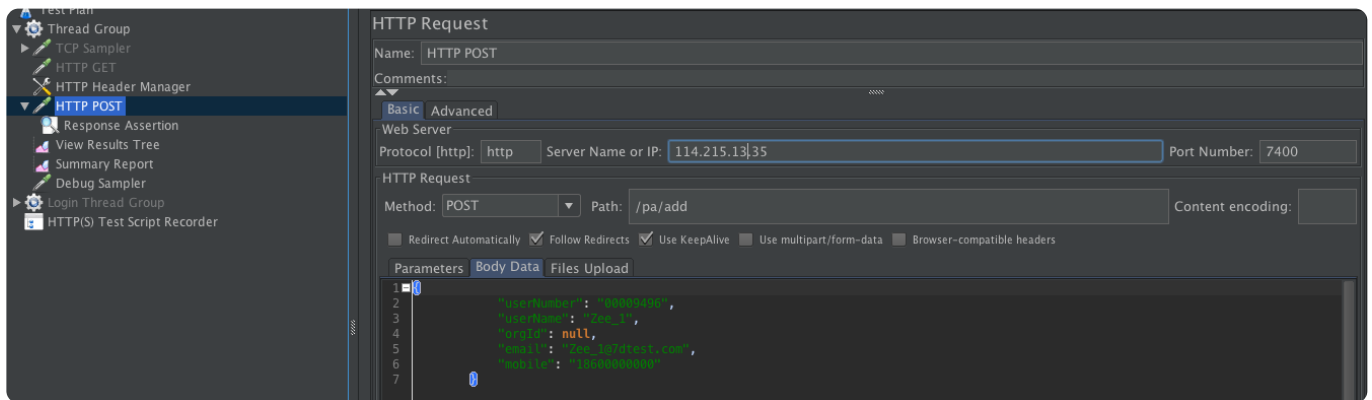 Test Plan
Thread Group
TCP Sampler
HTTP GET
HTTP Header Manager
HTTP POST
Response Assertion
View Results Tree
Summary Report
Debug Sampler
Login Thread Group
HTTP(S) Test Script Recorder
HTTP Request
Name: HTTP POST
Comments:
Basic Advanced
Web Server
Protocol [http]: http Server Name or IP: 114.215.13.35 Port Number: 7400
HTTP Request
Method: POST Path: /pa/add Content encoding:
Redirect Automatically Follow Redirects Use KeepAlive Use multipart/form-data Browser-compatible headers
Parameters Body Data Files Upload
1 {
2 "userNumber": "00009496",
3 "userName": "Zee_1",
4 "orgId": null,
5 "email": "Zee_1@7dtest.com",
6 "mobile": "18600000000"
7 }